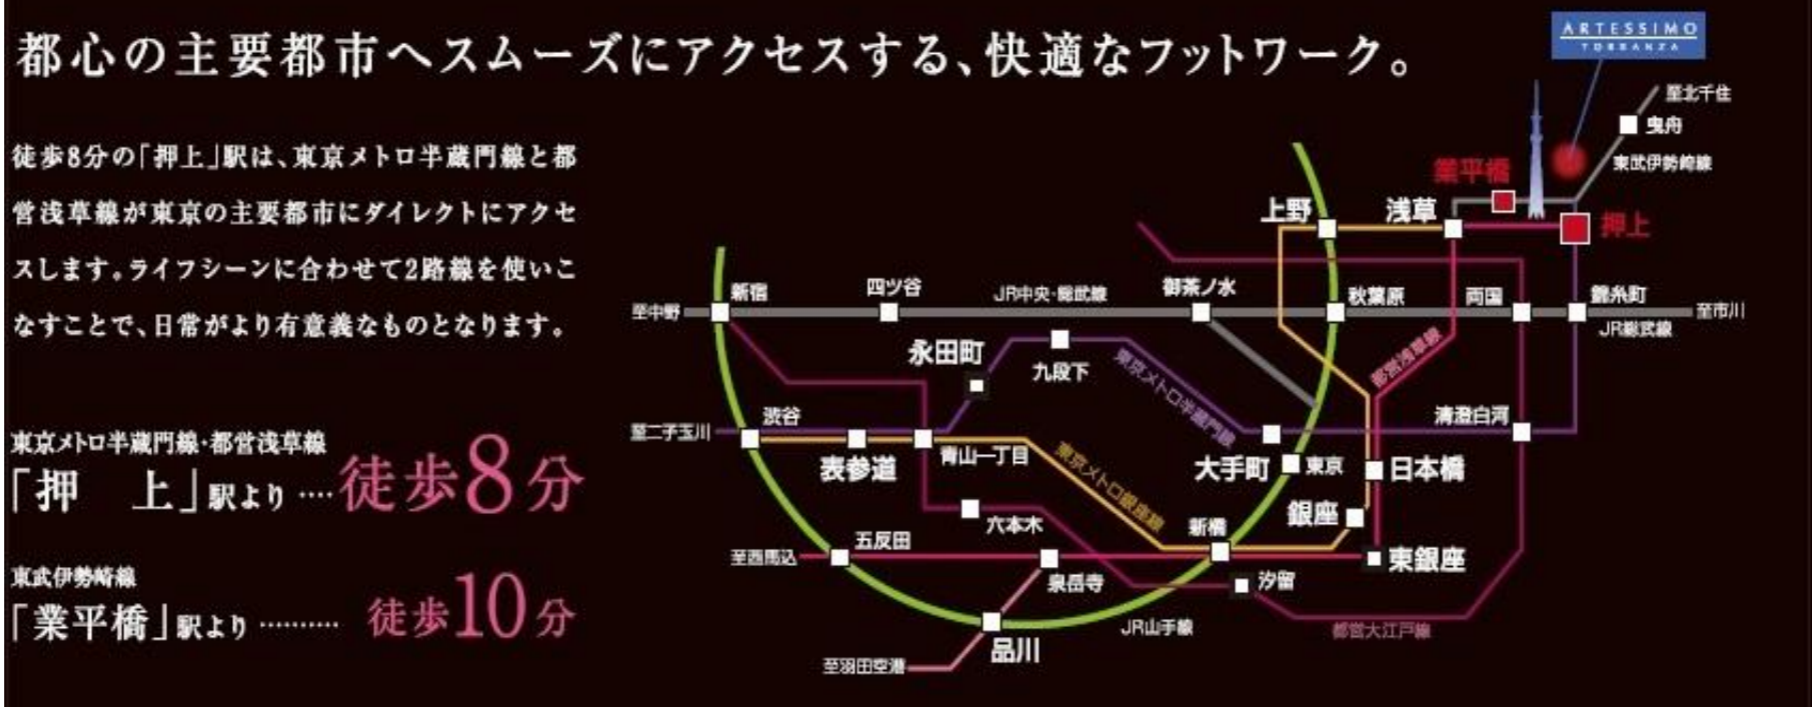 都心の主要都市へスムーズにアクセスする、快適なフットワーク。
徒歩8分の「押上」駅は、東京メトロ半蔵門線と都
営浅草線が東京の主要都市にダイレクトにアクセ
スします。ライフシーンに合わせて2路線を使いこ
なすことで、日常がより有意義なものとなります。
東京メトロ半蔵門線・都営浅草線
「押　上」駅より ‥‥ 徒歩8分
東武伊勢崎線
「業平橋」駅より ………… 徒歩10分
ARTESSIMO
TORRANZA
至北千住
曳舟
東武伊勢崎線
業平橋
押上
上野
浅草
新宿
四ツ谷
JR中央・総武線
御茶ノ水
秋葉原
両国
錦糸町
至中野
至市川
JR総武線
永田町
九段下
東京メトロ半蔵門線
都営浅草線
渋谷
清澄白河
至二子玉川
表参道
青山一丁目
東京メトロ銀座線
大手町
東京
日本橋
六本木
新橋
銀座
五反田
至西馬込
泉岳寺
汐留
東銀座
JR山手線
都営大江戸線
品川
至羽田空港